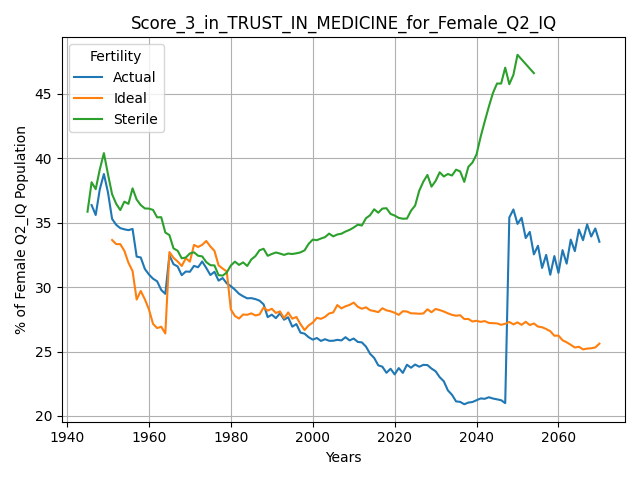 Score_3_in_TRUST_IN_MEDICINE_for_Female_Q2_IQ
Fertility
Actual
Ideal
Sterile
% of Female Q2_IQ Population
45
40
35
30
25
20
1940
1960
1980
2000
2020
2040
2060
Years